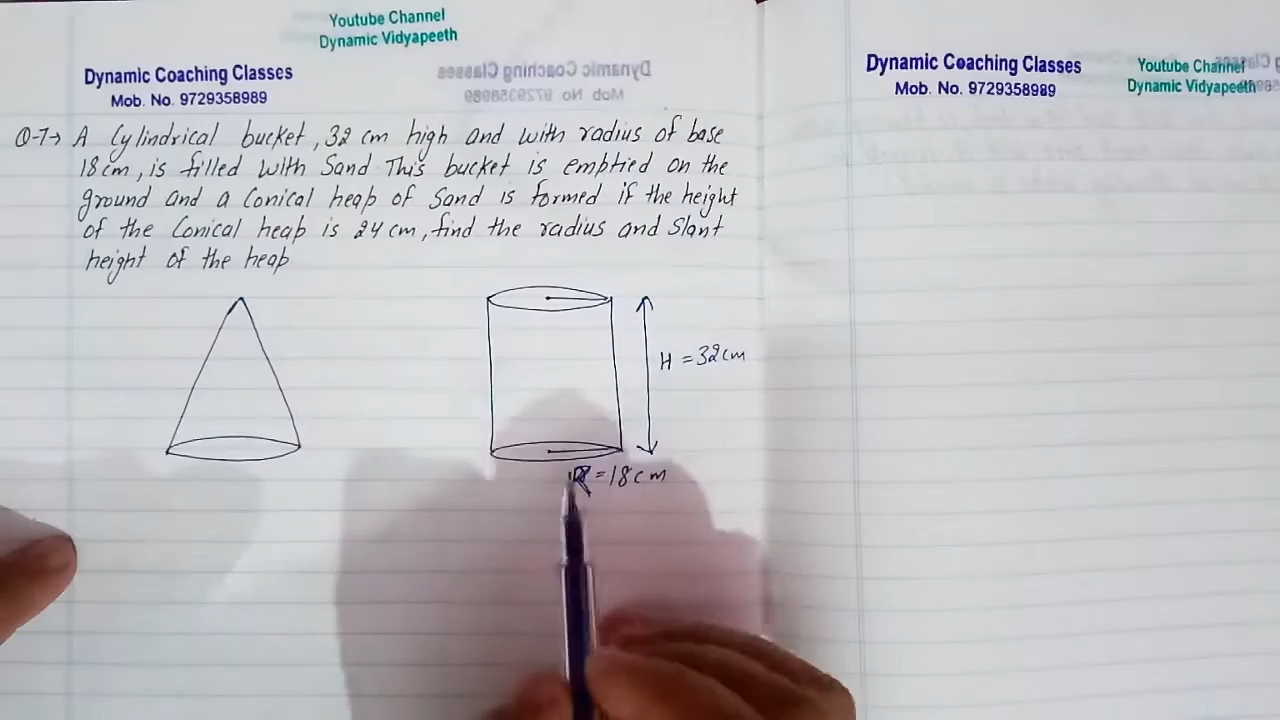 Youtube Channel
Dynamic Vidyapeeth
Dynamic Coaching Classes
Mob. No. 9729358989
Q-7→ A Cylindrical bucket, 32 cm high and with radius of base
18 cm, is filled with Sand. This bucket is emptied on the
ground and a Conical heap of Sand is formed if the height
of the Conical heap is 24 cm, find the radius and Slant
height of the heap
H = 32 cm
R = 18 cm
Dynamic Coaching Classes
Mob. No. 9729358989
Youtube Channel
Dynamic Vidyapeeth